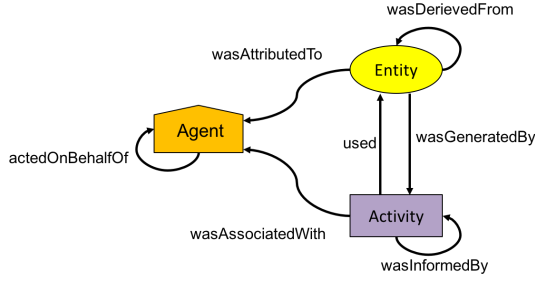 wasDerievedFrom
wasAttributedTo
Entity
Agent
used
wasGeneratedBy
actedOnBehalfOf
Activity
wasAssociatedWith
wasInformedBy